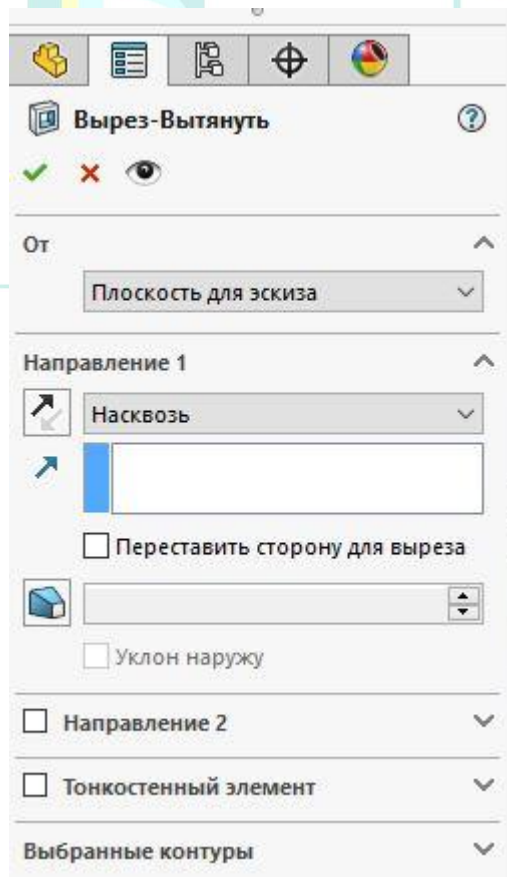 Вырез-Вытянуть
От
Плоскость для эскиза
Направление 1
Насквозь
Переставить сторону для выреза
Уклон наружу
Направление 2
Тонкостенный элемент
Выбранные контуры